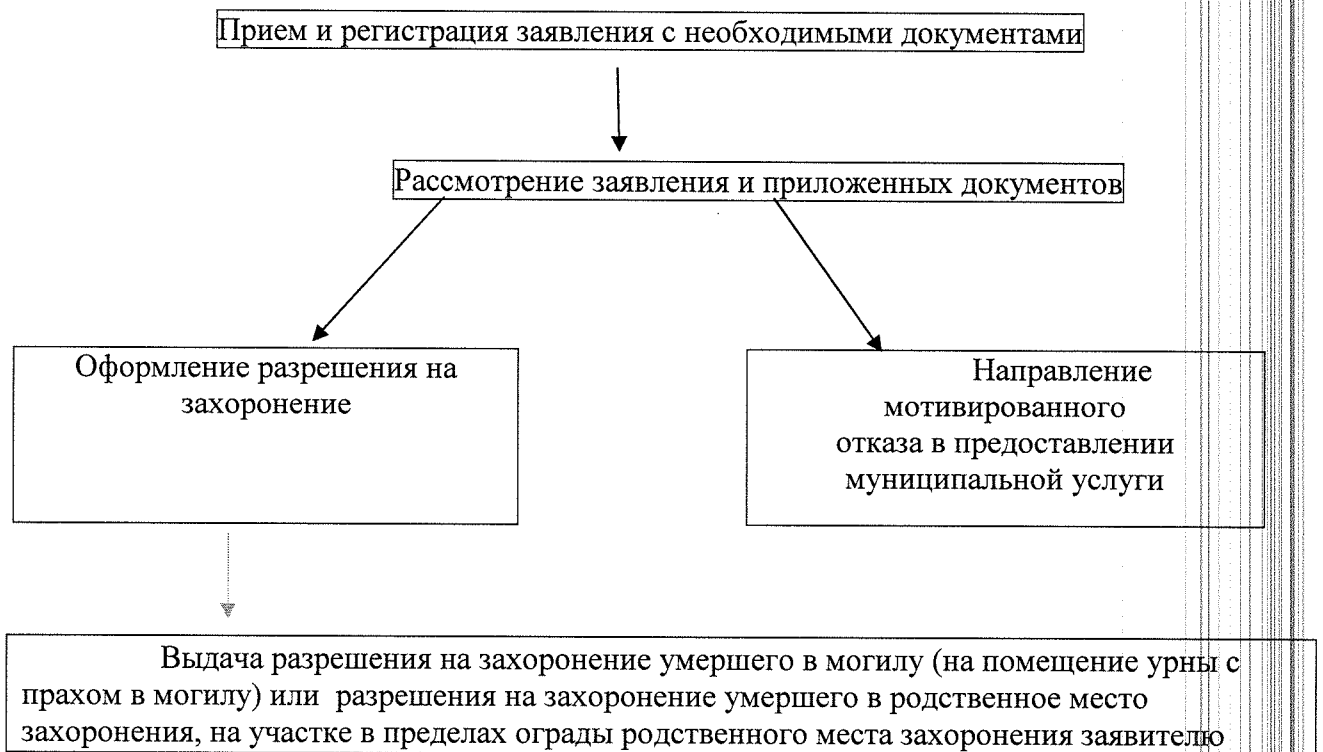 Прием и регистрация заявления с необходимыми документами
Рассмотрение заявления и приложенных документов
Оформление разрешения на
захоронение
Направление
мотивированного
отказа в предоставлении
муниципальной услуги
Выдача разрешения на захоронение умершего в могилу (на помещение урны с
прахом в могилу) или разрешения на захоронение умершего в родственное место
захоронения, на участке в пределах ограды родственного места захоронения заявителю